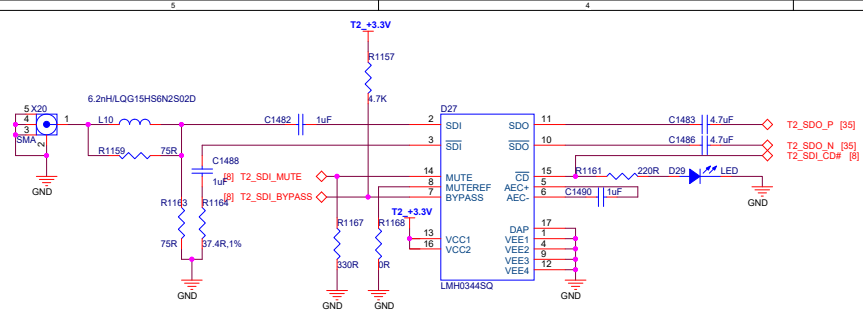 5 4
T2_+3.3V
R1157
4.7K
6.2nH/LQG15HS6N2S02D
D27
5 X20
4
3
2
1
SMA
GND
L10
R1159 75R
C1482 1uF
C1488
1uF
[8] T2_SDI_MUTE
[8] T2_SDI_BYPASS
R1163
75R
R1164
37.4R,1%
GND
T2_+3.3V
R1167
330R
GND
R1168
0R
GND
2 SDI SDO 11
3 SDI SDO 10
14 MUTE CD 15
8 MUTEREF AEC+ 5
7 BYPASS AEC- 6
DAP 17
13 VCC1 VEE1 1
16 VCC2 VEE2 4
VEE3 9
VEE4 12
LMH0344SQ
C1483 4.7uF T2_SDO_P [35]
C1486 4.7uF T2_SDO_N [35]
T2_SDI_CD# [8]
R1161 220R D29 LED
C1490 1uF
GND
GND